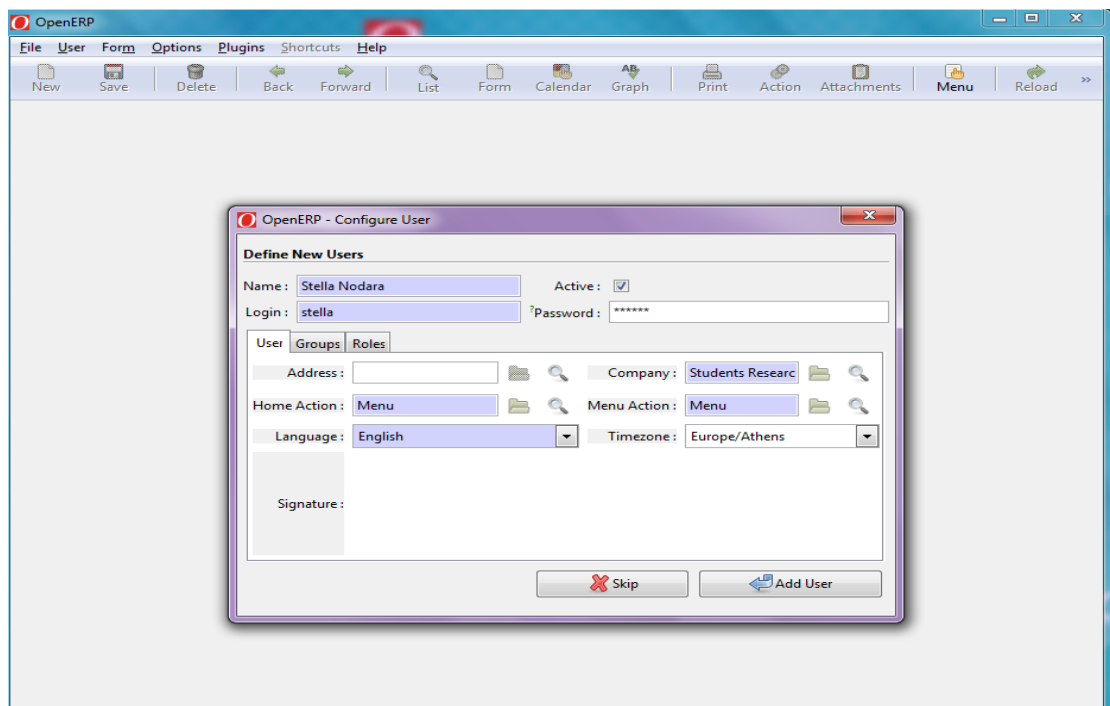 OpenERP
File User Form Options Plugins Shortcuts Help
New Save Delete Back Forward List Form Calendar Graph Print Action Attachments Menu Reload »
OpenERP - Configure User
Define New Users
Name : Stella Nodara Active :
Login : stella ?Password : ******
User Groups Roles
Address : Company : Students Researc
Home Action : Menu Menu Action : Menu
Language : English Timezone : Europe/Athens
Signature :
Skip Add User